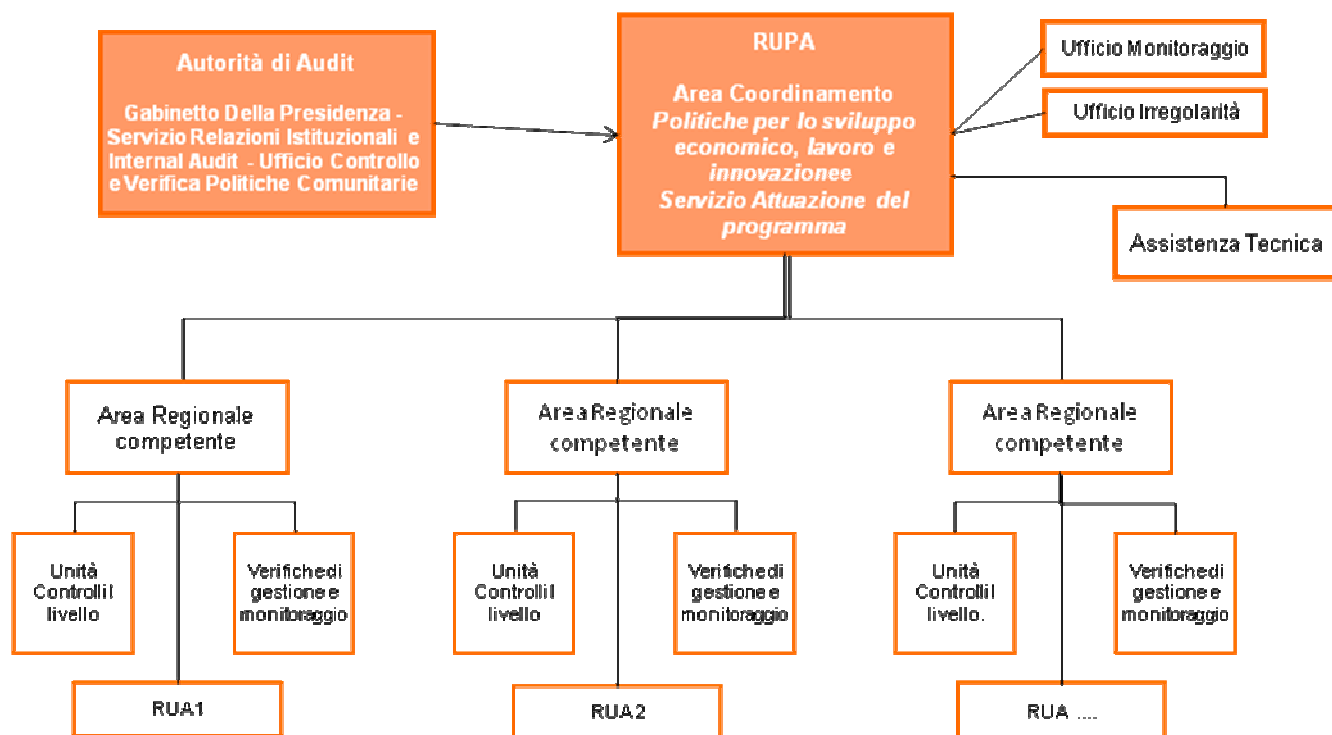 Autorità di Audit
Gabinetto Della Presidenza -
Servizio Relazioni Istituzionali e
Internal Audit - Ufficio Controllo
e Verifica Politiche Comunitarie
RUPA
Area Coordinamento
Politiche per lo sviluppo
economico, lavoro e
innovazionee
Servizio Attuazione del
programma
Ufficio Monitoraggio
Ufficio Irregolarità
Assistenza Tecnica
Area Regionale
competente
Area Regionale
competente
Area Regionale
competente
Unità
Controlli I
livello
Verifiche di
gestione e
monitoraggio
Unità
Controlli I
livello
Verifiche di
gestione e
monitoraggio
Unità
Controlli I
livello.
Verifiche di
gestione e
monitoraggio
RUA1
RUA2
RUA ....